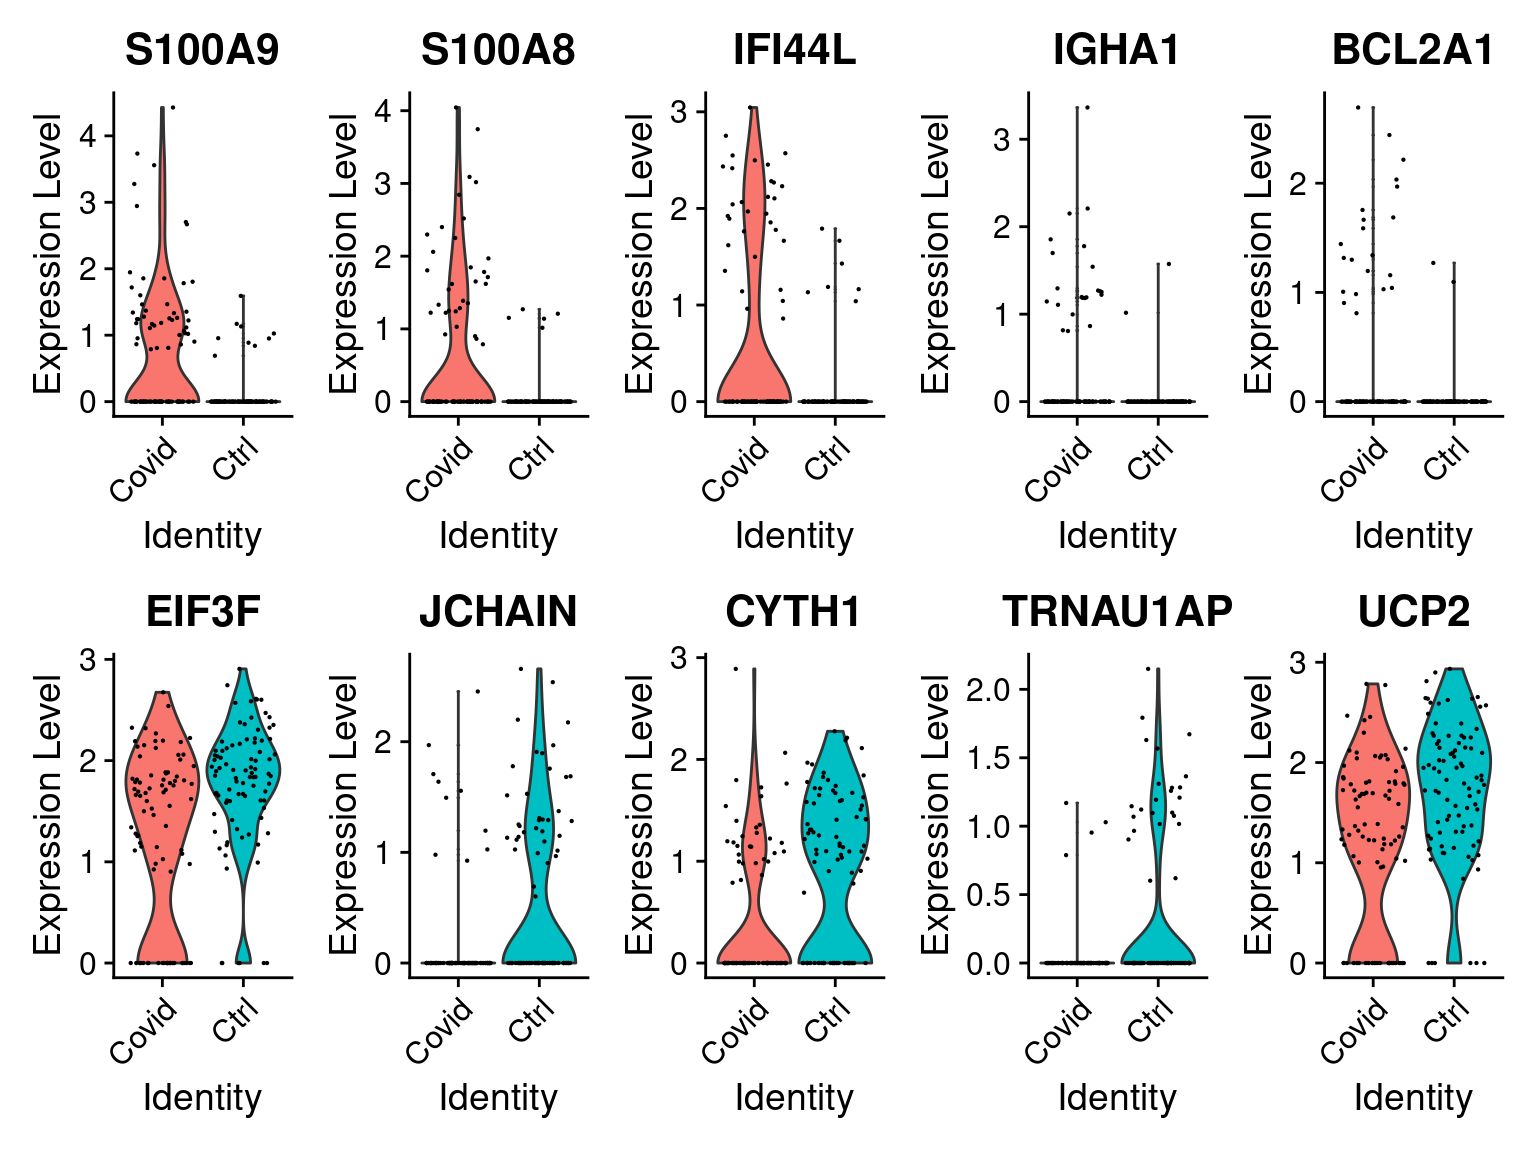 S100A9
S100A8
IFI44L
IGHA1
BCL2A1
Expression Level
4
3
2
1
0
Expression Level
4
3
2
1
0
Expression Level
3
2
1
0
Expression Level
3
2
1
0
Expression Level
2
1
0
Covid
Ctrl
Covid
Ctrl
Covid
Ctrl
Covid
Ctrl
Covid
Ctrl
Identity
Identity
Identity
Identity
Identity
EIF3F
JCHAIN
CYTH1
TRNAU1AP
UCP2
Expression Level
3
2
1
0
Expression Level
2
1
0
Expression Level
3
2
1
0
Expression Level
2.0
1.5
1.0
0.5
0.0
Expression Level
3
2
1
0
Covid
Ctrl
Covid
Ctrl
Covid
Ctrl
Covid
Ctrl
Covid
Ctrl
Identity
Identity
Identity
Identity
Identity